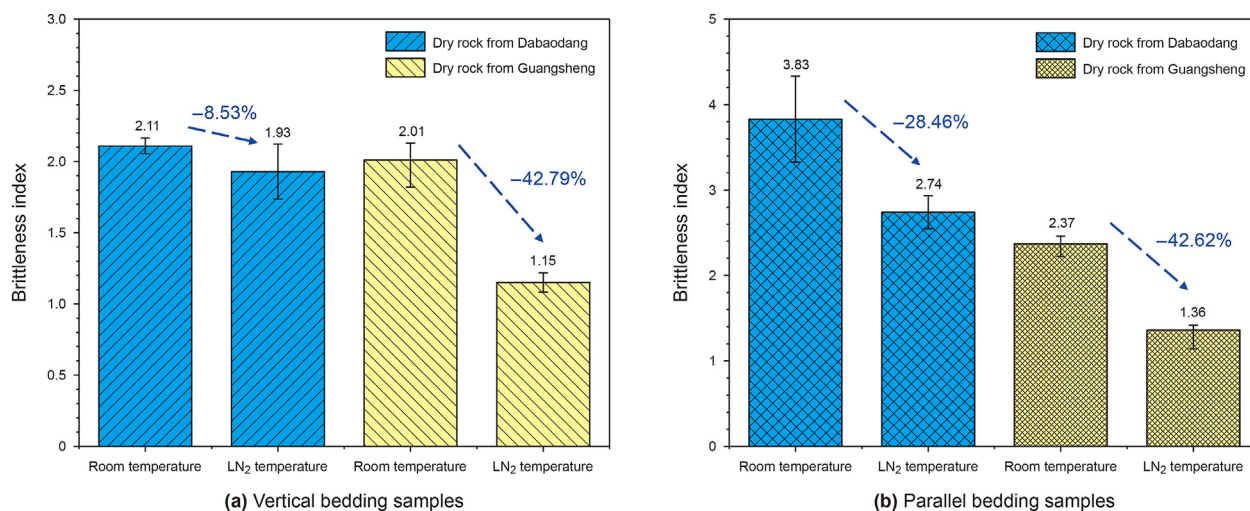 3.0
2.5
2.0
1.5
1.0
0.5
0
Brittleness index
Dry rock from Dabaodang
Dry rock from Guangsheng
2.11
–8.53%
1.93
2.01
–42.79%
1.15
Room temperature
LN₂ temperature
Room temperature
LN₂ temperature
(a) Vertical bedding samples
5
4
3
2
1
0
Brittleness index
Dry rock from Dabaodang
Dry rock from Guangsheng
3.83
–28.46%
2.74
2.37
–42.62%
1.36
Room temperature
LN₂ temperature
Room temperature
LN₂ temperature
(b) Parallel bedding samples